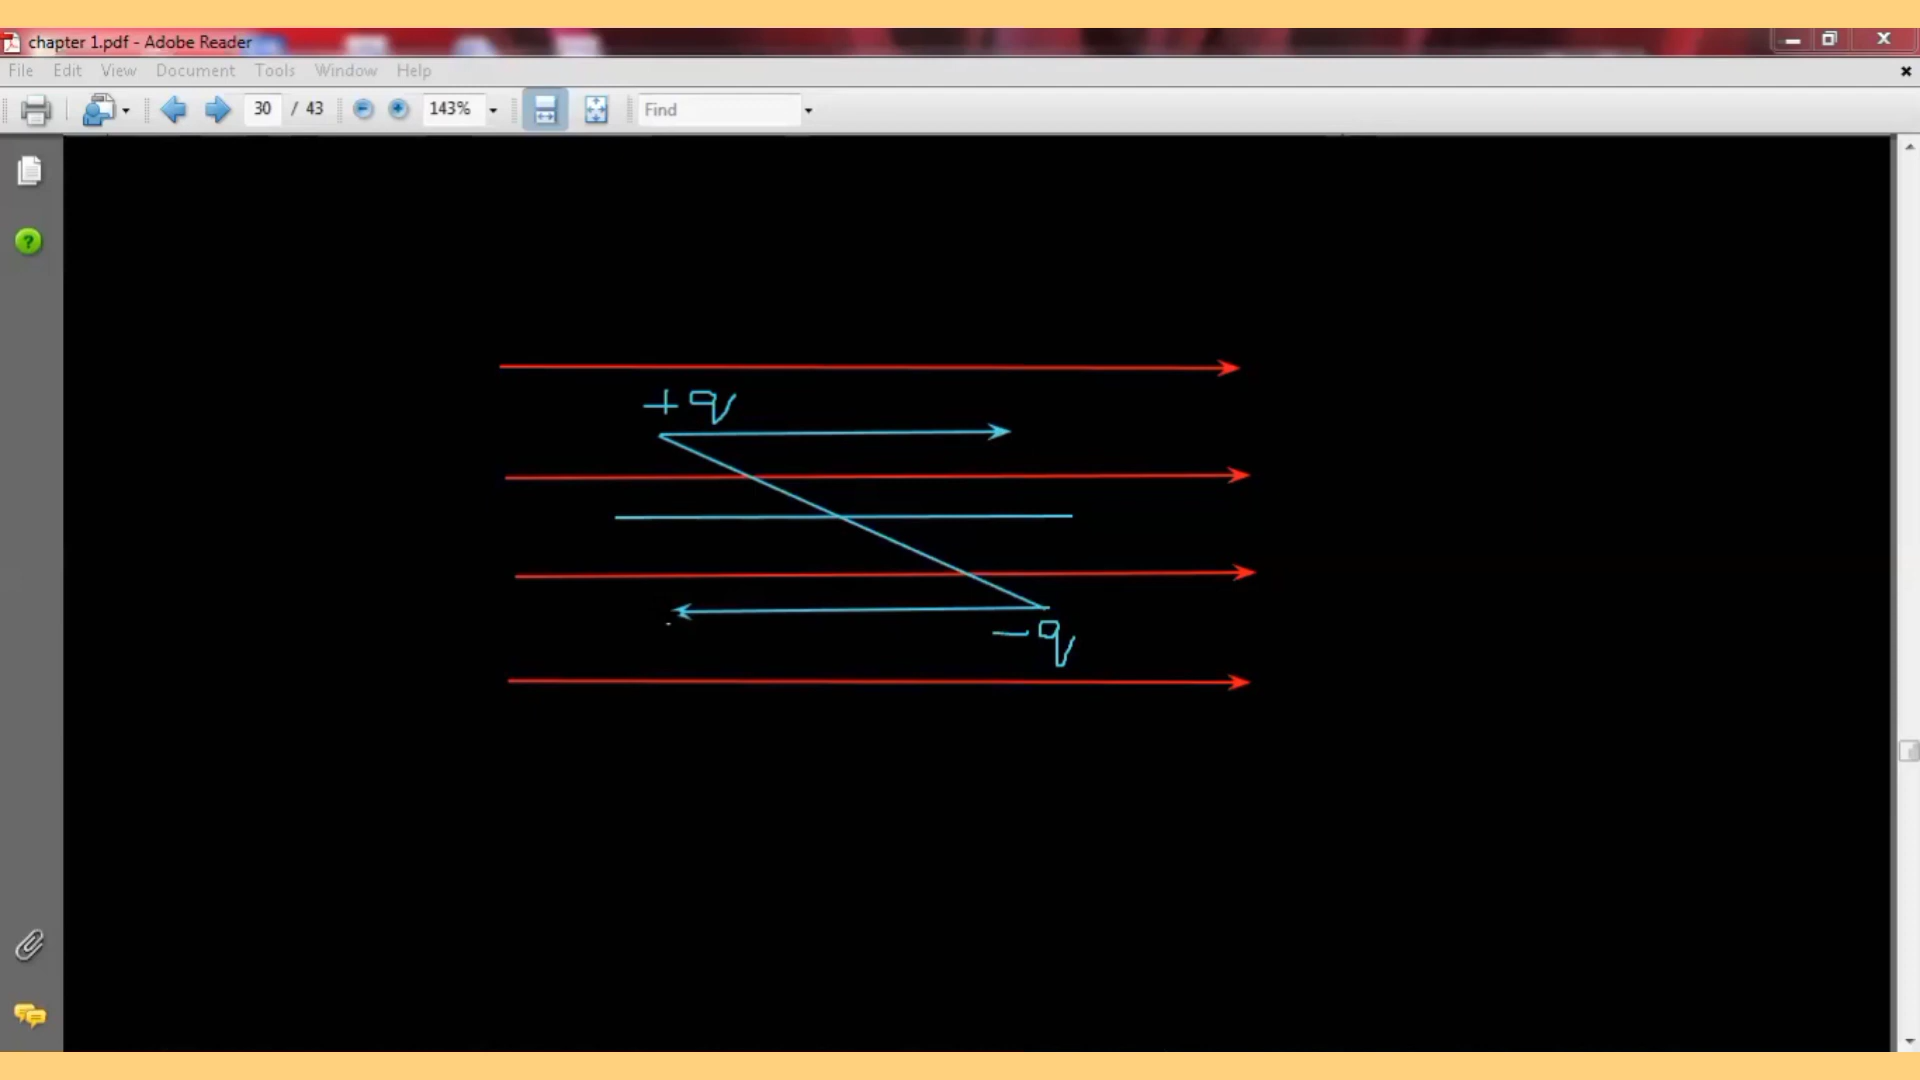 chapter 1.pdf - Adobe Reader
File Edit View Document Tools Window Help
30 / 43 143% Find
+q
-q